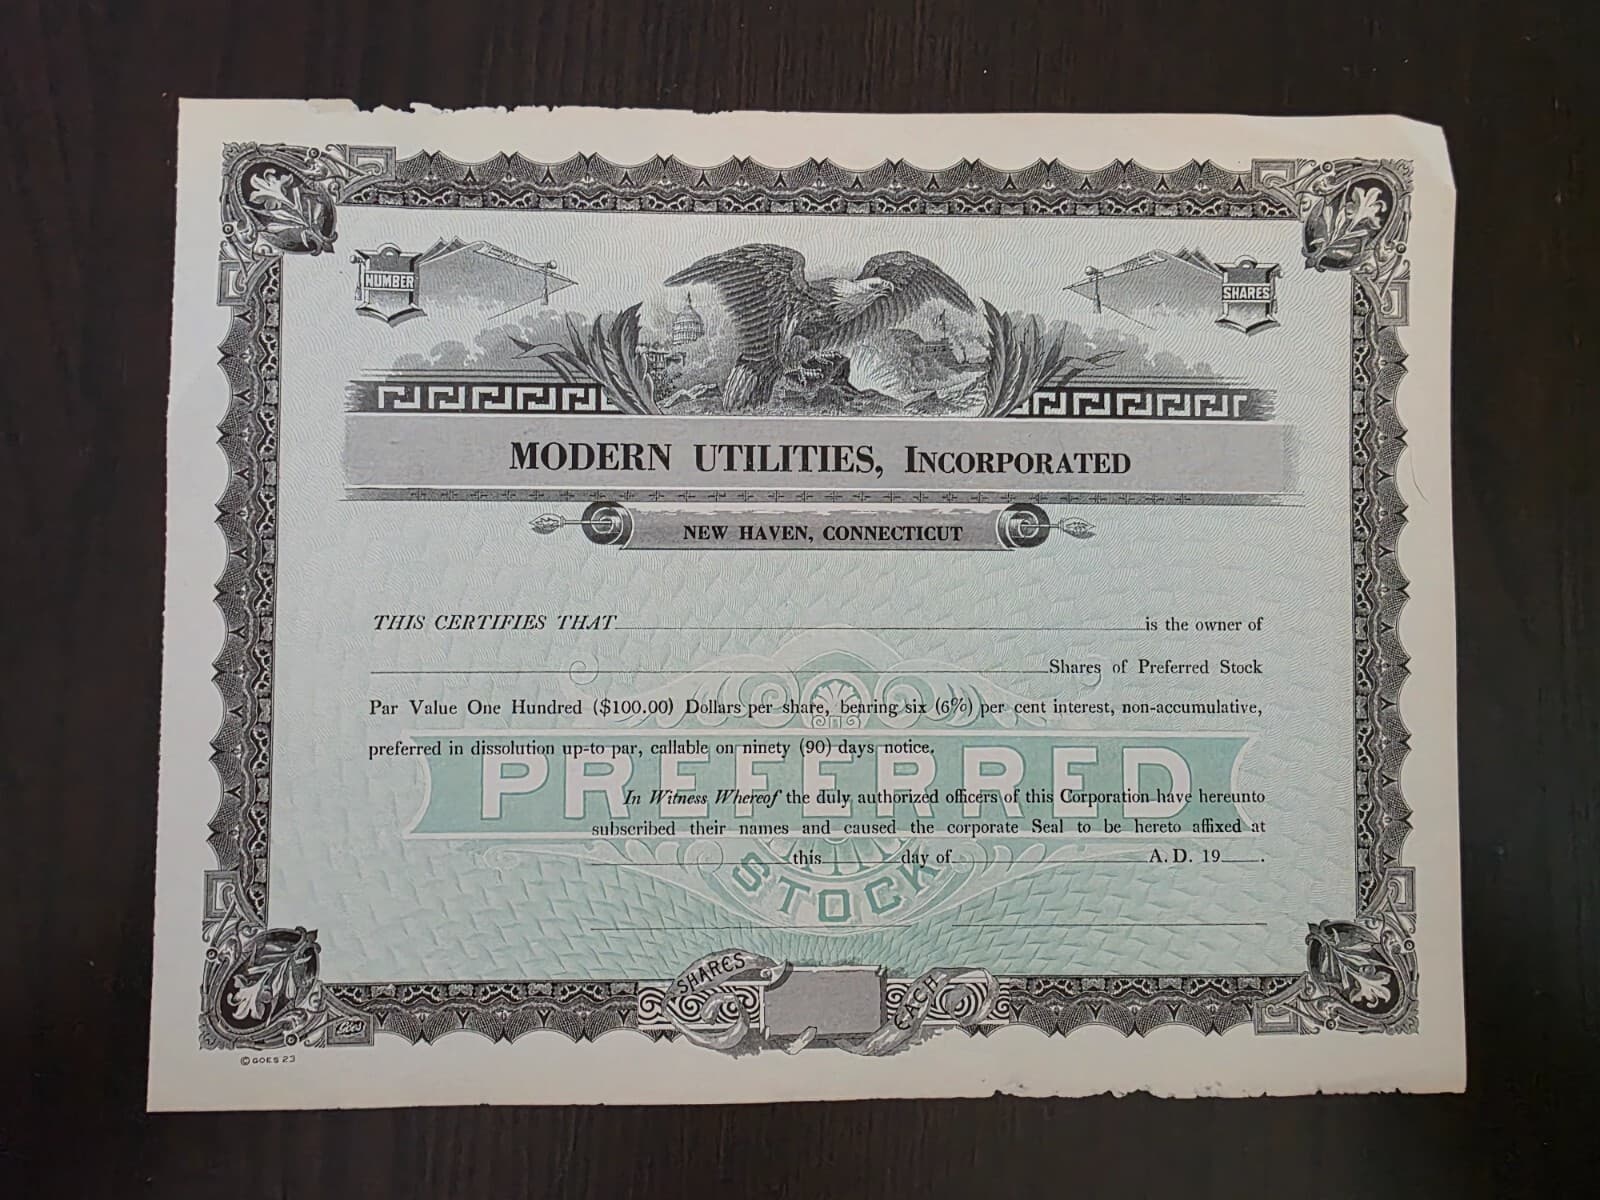 NUMBER
SHARES
MODERN UTILITIES, INCORPORATED
NEW HAVEN, CONNECTICUT
THIS CERTIFIES THAT is the owner of
Shares of Preferred Stock
Par Value One Hundred ($100.00) Dollars per share, bearing six (6%) per cent interest, non-accumulative,
preferred in dissolution up-to par, callable on ninety (90) days notice.
PREFERRED
In Witness Whereof the duly authorized officers of this Corporation have hereunto
subscribed their names and caused the corporate Seal to be hereto affixed at
this day of A. D. 19 .
STOCK
SHARES
EACH
Goes
© GOES 23